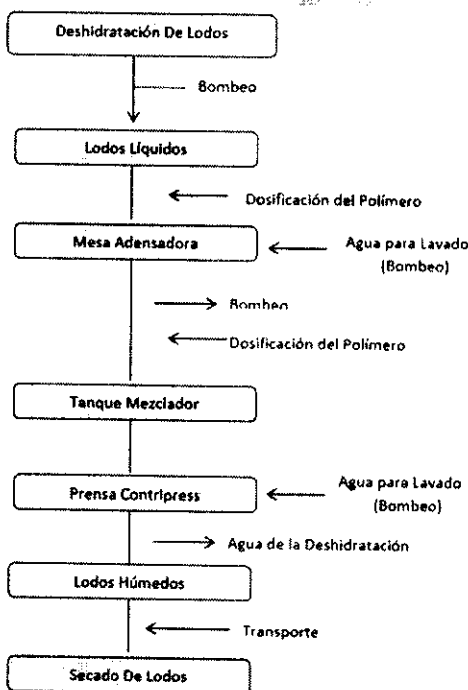 Deshidratación De Lodos
Bombeo
Lodos Líquidos
Dosificación del Polímero
Mesa Adensadora
Agua para Lavado
(Bombeo)
Bombeo
Dosificación del Polímero
Tanque Mezclador
Prensa Contripress
Agua para Lavado
(Bombeo)
Agua de la Deshidratación
Lodos Húmedos
Transporte
Secado De Lodos